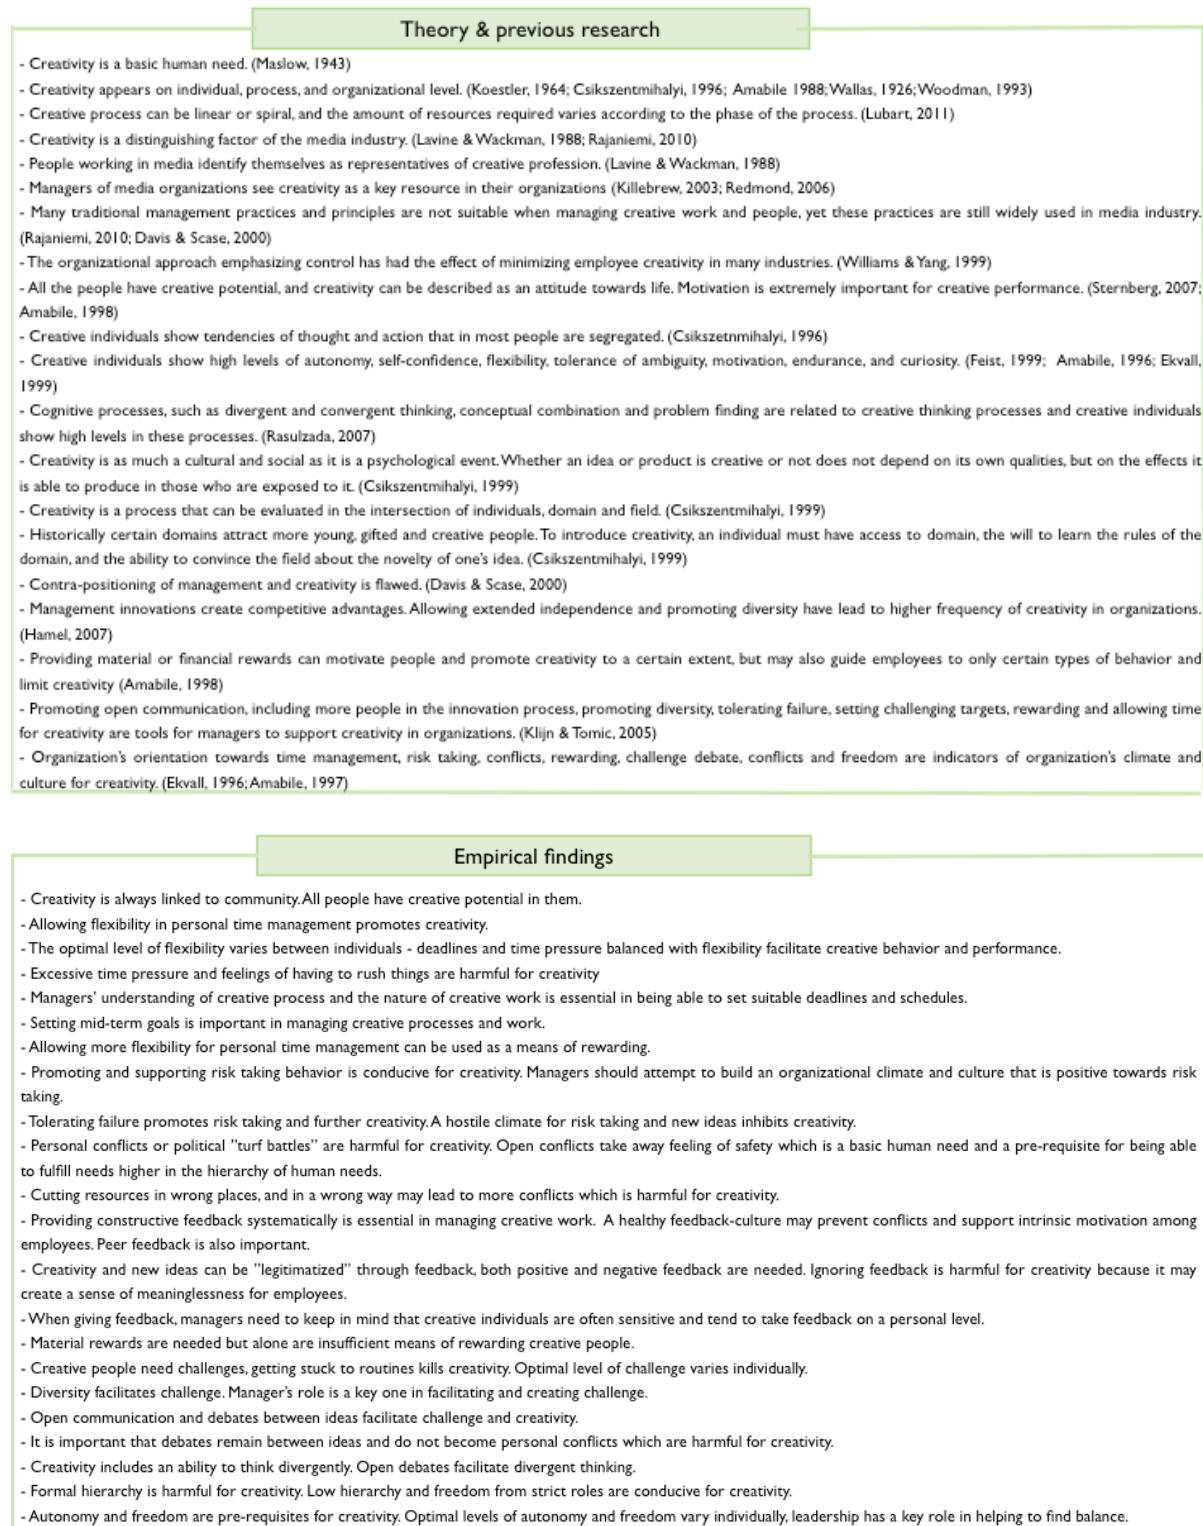 Theory & previous research
- Creativity is a basic human need. (Maslow, 1943)
- Creativity appears on individual, process, and organizational level. (Koestler, 1964; Csikszentmihalyi, 1996; Amabile 1988; Wallas, 1926; Woodman, 1993)
- Creative process can be linear or spiral, and the amount of resources required varies according to the phase of the process. (Lubart, 2011)
- Creativity is a distinguishing factor of the media industry. (Lavine & Wackman, 1988; Rajaniemi, 2010)
- People working in media identify themselves as representatives of creative profession. (Lavine & Wackman, 1988)
- Managers of media organizations see creativity as a key resource in their organizations (Killebrew, 2003; Redmond, 2006)
- Many traditional management practices and principles are not suitable when managing creative work and people, yet these practices are still widely used in media industry.
(Rajaniemi, 2010; Davis & Scase, 2000)
- The organizational approach emphasizing control has had the effect of minimizing employee creativity in many industries. (Williams & Yang, 1999)
- All the people have creative potential, and creativity can be described as an attitude towards life. Motivation is extremely important for creative performance. (Sternberg, 2007;
Amabile, 1998)
- Creative individuals show tendencies of thought and action that in most people are segregated. (Csikszetnmihalyi, 1996)
- Creative individuals show high levels of autonomy, self-confidence, flexibility, tolerance of ambiguity, motivation, endurance, and curiosity. (Feist, 1999; Amabile, 1996; Ekvall,
1999)
- Cognitive processes, such as divergent and convergent thinking, conceptual combination and problem finding are related to creative thinking processes and creative individuals
show high levels in these processes. (Rasulzada, 2007)
- Creativity is as much a cultural and social as it is a psychological event. Whether an idea or product is creative or not does not depend on its own qualities, but on the effects it
is able to produce in those who are exposed to it. (Csikszentmihalyi, 1999)
- Creativity is a process that can be evaluated in the intersection of individuals, domain and field. (Csikszentmihalyi, 1999)
- Historically certain domains attract more young, gifted and creative people. To introduce creativity, an individual must have access to domain, the will to learn the rules of the
domain, and the ability to convince the field about the novelty of one's idea. (Csikszentmihalyi, 1999)
- Contra-positioning of management and creativity is flawed. (Davis & Scase, 2000)
- Management innovations create competitive advantages. Allowing extended independence and promoting diversity have lead to higher frequency of creativity in organizations.
(Hamel, 2007)
- Providing material or financial rewards can motivate people and promote creativity to a certain extent, but may also guide employees to only certain types of behavior and
limit creativity (Amabile, 1998)
- Promoting open communication, including more people in the innovation process, promoting diversity, tolerating failure, setting challenging targets, rewarding and allowing time
for creativity are tools for managers to support creativity in organizations. (Klijn & Tomic, 2005)
- Organization's orientation towards time management, risk taking, conflicts, rewarding, challenge debate, conflicts and freedom are indicators of organization's climate and
culture for creativity. (Ekvall, 1996; Amabile, 1997)
Empirical findings
- Creativity is always linked to community. All people have creative potential in them.
- Allowing flexibility in personal time management promotes creativity.
- The optimal level of flexibility varies between individuals - deadlines and time pressure balanced with flexibility facilitate creative behavior and performance.
- Excessive time pressure and feelings of having to rush things are harmful for creativity
- Managers' understanding of creative process and the nature of creative work is essential in being able to set suitable deadlines and schedules.
- Setting mid-term goals is important in managing creative processes and work.
- Allowing more flexibility for personal time management can be used as a means of rewarding.
- Promoting and supporting risk taking behavior is conducive for creativity. Managers should attempt to build an organizational climate and culture that is positive towards risk
taking.
- Tolerating failure promotes risk taking and further creativity. A hostile climate for risk taking and new ideas inhibits creativity.
- Personal conflicts or political "turf battles" are harmful for creativity. Open conflicts take away feeling of safety which is a basic human need and a pre-requisite for being able
to fulfill needs higher in the hierarchy of human needs.
- Cutting resources in wrong places, and in a wrong way may lead to more conflicts which is harmful for creativity.
- Providing constructive feedback systematically is essential in managing creative work. A healthy feedback-culture may prevent conflicts and support intrinsic motivation among
employees. Peer feedback is also important.
- Creativity and new ideas can be "legitimatized" through feedback, both positive and negative feedback are needed. Ignoring feedback is harmful for creativity because it may
create a sense of meaninglessness for employees.
- When giving feedback, managers need to keep in mind that creative individuals are often sensitive and tend to take feedback on a personal level.
- Material rewards are needed but alone are insufficient means of rewarding creative people.
- Creative people need challenges, getting stuck to routines kills creativity. Optimal level of challenge varies individually.
- Diversity facilitates challenge. Manager's role is a key one in facilitating and creating challenge.
- Open communication and debates between ideas facilitate challenge and creativity.
- It is important that debates remain between ideas and do not become personal conflicts which are harmful for creativity.
- Creativity includes an ability to think divergently. Open debates facilitate divergent thinking.
- Formal hierarchy is harmful for creativity. Low hierarchy and freedom from strict roles are conducive for creativity.
- Autonomy and freedom are pre-requisites for creativity. Optimal levels of autonomy and freedom vary individually, leadership has a key role in helping to find balance.